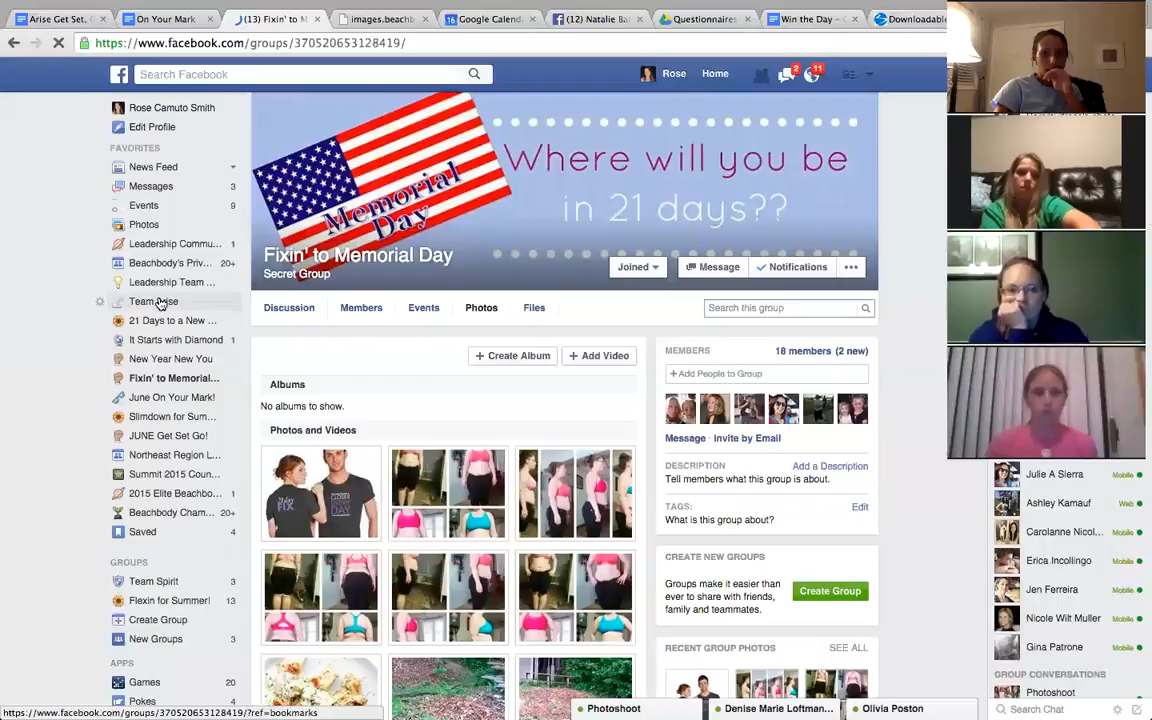 Arise Get, Set, G
On Your Mark
(13) Fixin' to M
images.beachb
Google Calend
(12) Natalie Ba
Questionnaires
Win the Day – C
Downloadable
https://www.facebook.com/groups/370520653128419/
Search Facebook
Rose
Home
2
11
Rose Camuto Smith
Edit Profile
FAVORITES
News Feed
Messages 3
Events 9
Photos
Leadership Commu... 1
Beachbody's Priv... 20+
Leadership Team ...
Team Arise
21 Days to a New ...
It Starts with Diamond 1
New Year New You
Fixin' to Memorial...
June On Your Mark!
Slimdown for Sum...
JUNE Get Set Go!
Northeast Region L...
Summit 2015 Coun...
2015 Elite Beachbo... 1
Beachbody Cham... 20+
Saved 4
GROUPS
Team Spirit 3
Flexin for Summer! 13
Create Group
New Groups 3
APPS
Games 20
Pokes
https://www.facebook.com/groups/370520653128419/?ref=bookmarks
Memorial
Day
Where will you be
in 21 days??
Fixin' to Memorial Day
Secret Group
Joined
Message
Notifications
Discussion
Members
Events
Photos
Files
Search this group
+ Create Album
+ Add Video
Albums
No albums to show.
Photos and Videos
MEMBERS
18 members (2 new)
+ Add People to Group
Message · Invite by Email
DESCRIPTION
Add a Description
Tell members what this group is about.
TAGS:
Edit
What is this group about?
CREATE NEW GROUPS
Groups make it easier than
ever to share with friends,
family and teammates.
Create Group
RECENT GROUP PHOTOS
SEE ALL
Julie A Sierra Mobile
Ashley Kamauf Web
Carolanne Nicol... Mobile
Erica Incollingo Mobile
Jen Ferreira Mobile
Nicole Wilt Muller Mobile
Gina Patrone Mobile
GROUP CONVERSATIONS
Photoshoot
Search Chat
Photoshoot
Denise Marie Loftman...
Olivia Poston